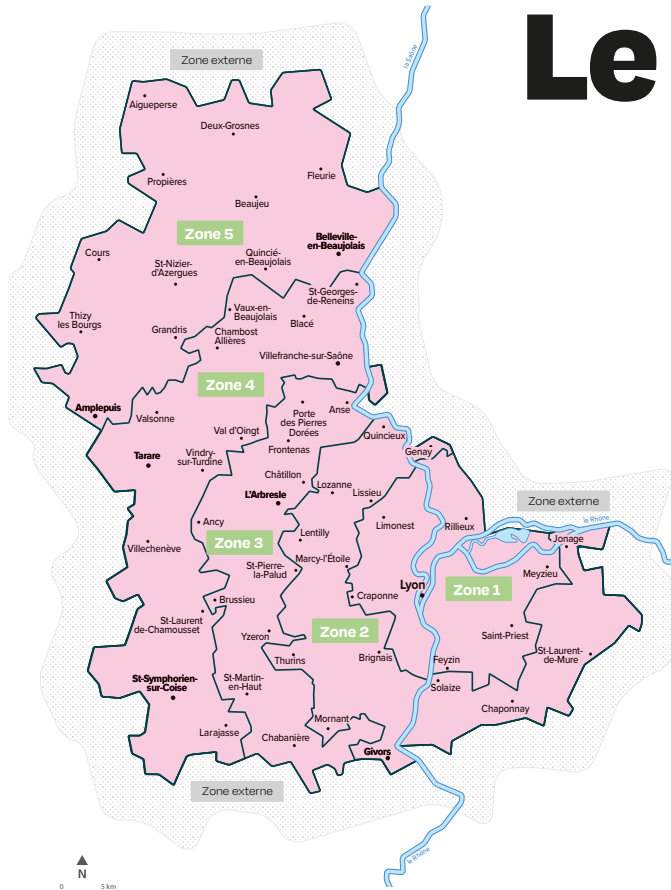 Le
la Saône
Zone externe
Aigueperse
Deux-Grosnes
Propières
Fleurie
Beaujeu
Zone 5
Belleville-
en-Beaujolais
Cours
St-Nizier-
d'Azergues
Quincié-
en-Beaujolais
St-Georges-
de-Reneins
Vaux-en-
Beaujolais
Thizy
les Bourgs
Blacé
Grandris
Chambost
Allières
Villefranche-sur-Saône
Zone 4
Amplepuis
Valsonne
Porte
des Pierres
Dorées
Anse
Val d'Oingt
Quincieux
Frontenas
Genay
Tarare
Vindry-
sur-Turdine
Châtillon
Lozanne
Lissieu
L'Arbresle
Zone externe
le Rhône
Ancy
Limonest
Rillieux
Lentilly
Jonage
Villechenève
Zone 3
Marcy-l'Étoile
St-Pierre-
la-Palud
Meyzieu
Lyon
Zone 1
Craponne
Brussieu
St-Laurent
de-Chamousset
Yzeron
Zone 2
Saint-Priest
Brignais
Thurins
Feyzin
St-Laurent-
de-Mure
St-Symphorien-
sur-Coise
St-Martin-
en-Haut
Solaize
Chaponnay
Mornant
Larajasse
Chabanière
Givors
Zone externe
le Rhône
N
0 5 km